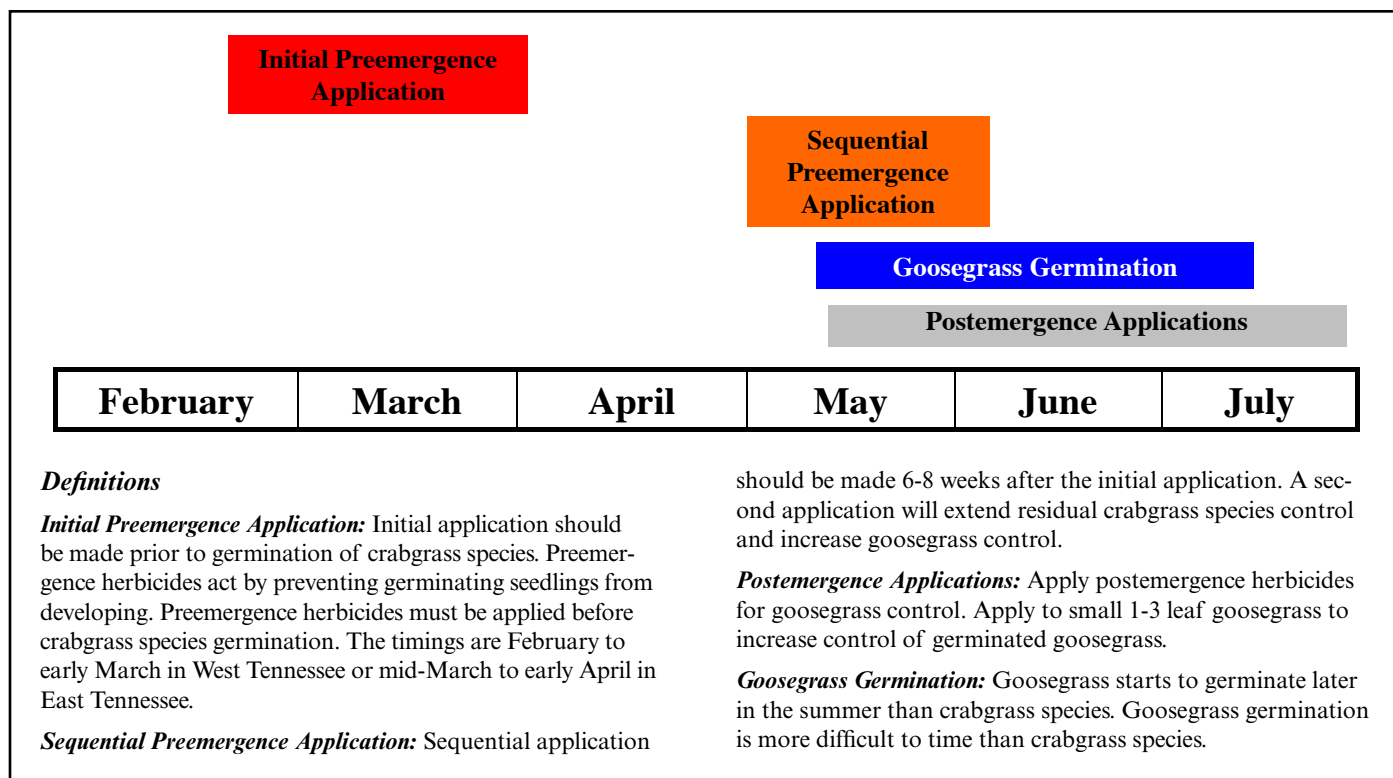 Initial Preemergence
Application
Sequential
Preemergence
Application
Goosegrass Germination
Postemergence Applications
February March April May June July
Definitions
Initial Preemergence Application: Initial application should
be made prior to germination of crabgrass species. Preemer-
gence herbicides act by preventing germinating seedlings from
developing. Preemergence herbicides must be applied before
crabgrass species germination. The timings are February to
early March in West Tennessee or mid-March to early April in
East Tennessee.
Sequential Preemergence Application: Sequential application
should be made 6-8 weeks after the initial application. A sec-
ond application will extend residual crabgrass species control
and increase goosegrass control.
Postemergence Applications: Apply postemergence herbicides
for goosegrass control. Apply to small 1-3 leaf goosegrass to
increase control of germinated goosegrass.
Goosegrass Germination: Goosegrass starts to germinate later
in the summer than crabgrass species. Goosegrass germination
is more difficult to time than crabgrass species.